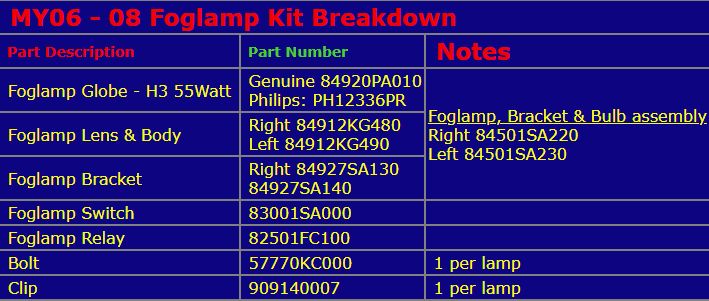 MY06 - 08 Foglamp Kit Breakdown
Part Description Part Number Notes
Foglamp Globe - H3 55Watt Genuine 84920PA010
Philips: PH12336PR
Foglamp, Bracket & Bulb assembly
Right 84501SA220
Left 84501SA230
Foglamp Lens & Body Right 84912KG480
Left 84912KG490
Foglamp Bracket Right 84927SA130
84927SA140
Foglamp Switch 83001SA000
Foglamp Relay 82501FC100
Bolt 57770KC000 1 per lamp
Clip 909140007 1 per lamp